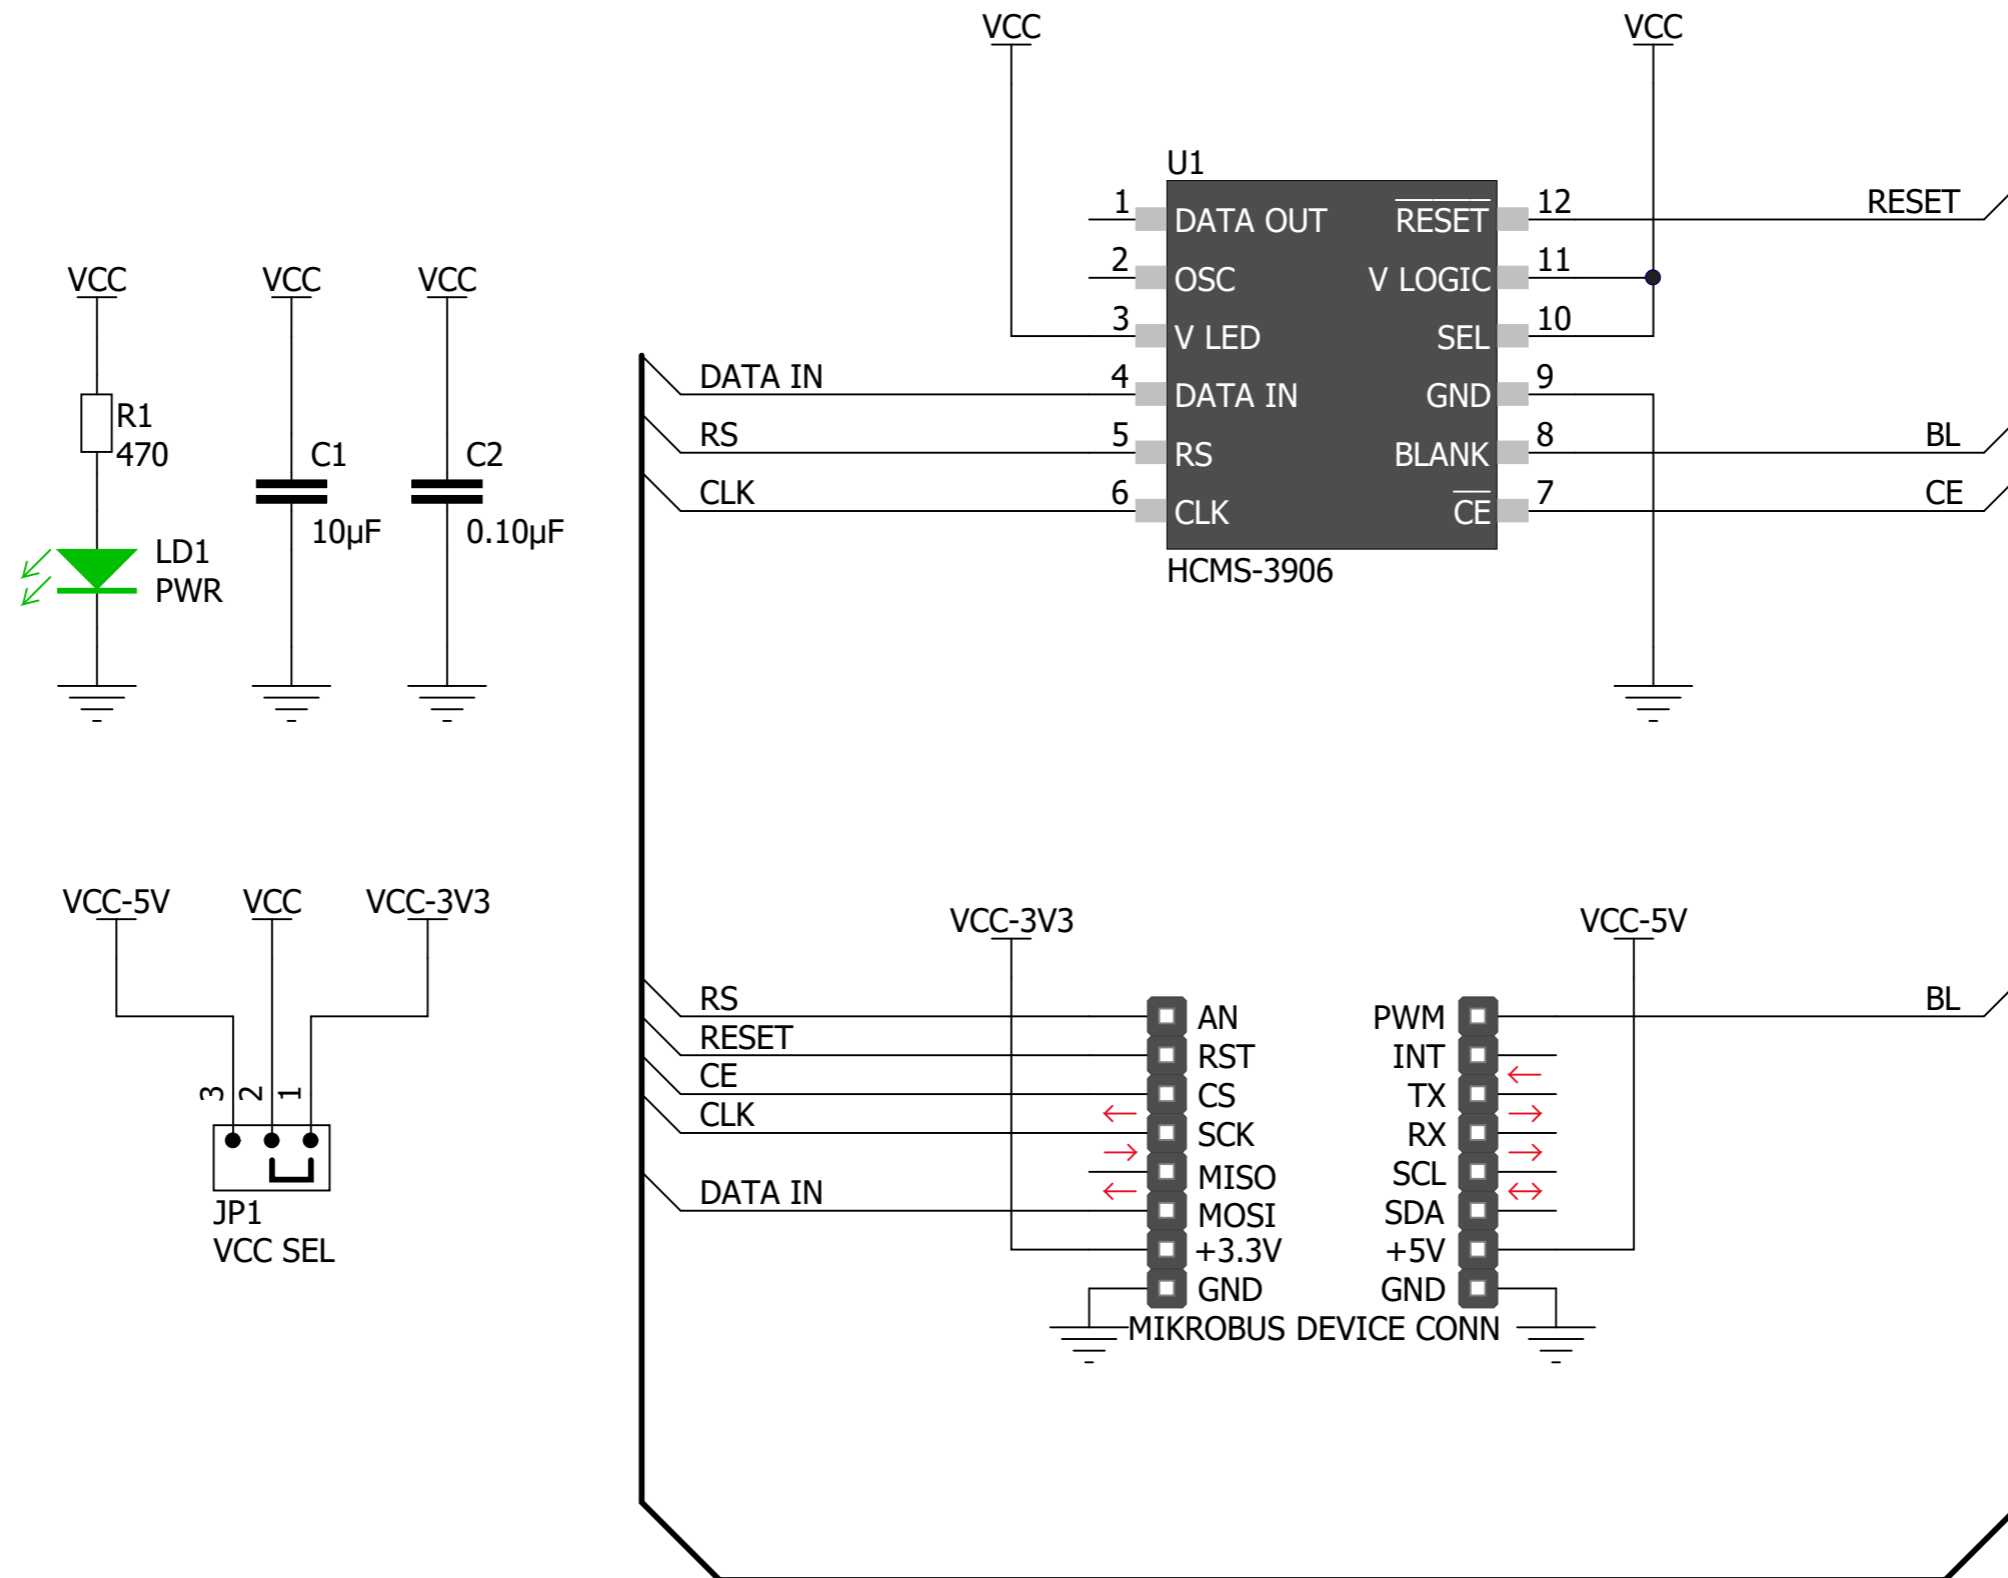 VCC
VCC
U1
1 DATA OUT
RESET 12
RESET
2 OSC
V LOGIC 11
3 V LED
SEL 10
DATA IN
4 DATA IN
GND 9
RS
5 RS
BLANK 8
BL
CLK
6 CLK
CE 7
CE
HCMS-3906
VCC
VCC
VCC
R1
470
C1
10µF
C2
0.10µF
LD1
PWR
VCC-5V
VCC
VCC-3V3
3
2
1
JP1
VCC SEL
VCC-3V3
VCC-5V
RS
AN
PWM
BL
RESET
RST
INT
CE
CS
TX
CLK
SCK
RX
MISO
SCL
DATA IN
MOSI
SDA
+3.3V
+5V
GND
GND
MIKROBUS DEVICE CONN